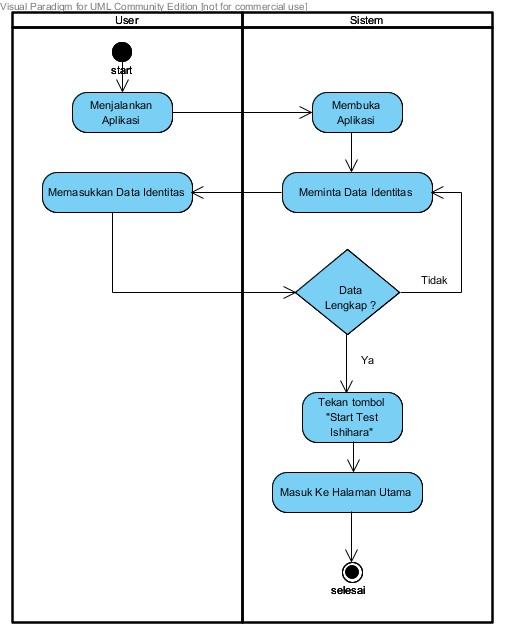 Visual Paradigm for UML Community Edition [not for commercial use]
User
Sistem
start
Menjalankan
Aplikasi
Membuka
Aplikasi
Memasukkan Data Identitas
Meminta Data Identitas
Data
Lengkap ?
Tidak
Ya
Tekan tombol
"Start Test
Ishihara"
Masuk Ke Halaman Utama
selesai